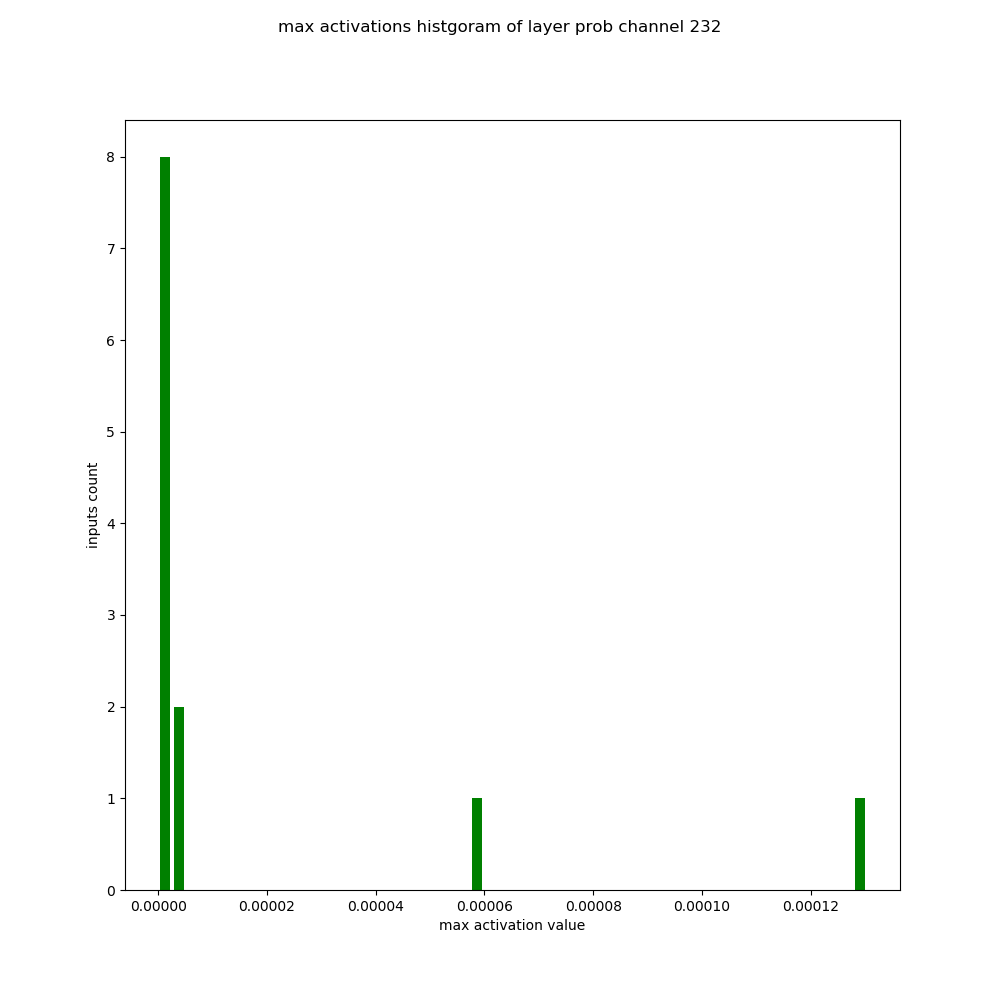 max activations histgoram of layer prob channel 232
8
7
6
5
4
3
2
1
0
inputs count
0.00000 0.00002 0.00004 0.00006 0.00008 0.00010 0.00012
max activation value